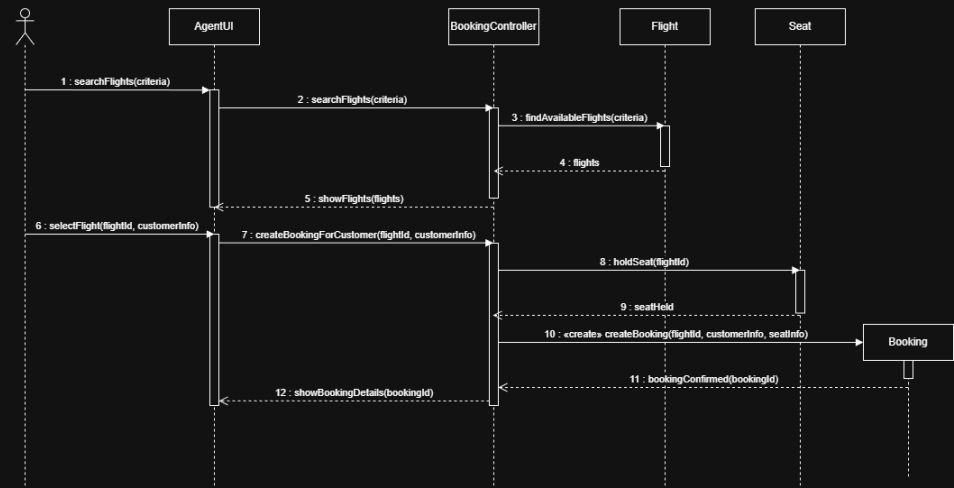 AgentUI
BookingController
Flight
Seat
1 : searchFlights(criteria)
2 : searchFlights(criteria)
3 : findAvailableFlights(criteria)
4 : flights
5 : showFlights(flights)
6 : selectFlight(flightId, customerInfo)
7 : createBookingForCustomer(flightId, customerInfo)
8 : holdSeat(flightId)
9 : seatHeld
10 : «create» createBooking(flightId, customerInfo, seatInfo)
Booking
11 : bookingConfirmed(bookingId)
12 : showBookingDetails(bookingId)